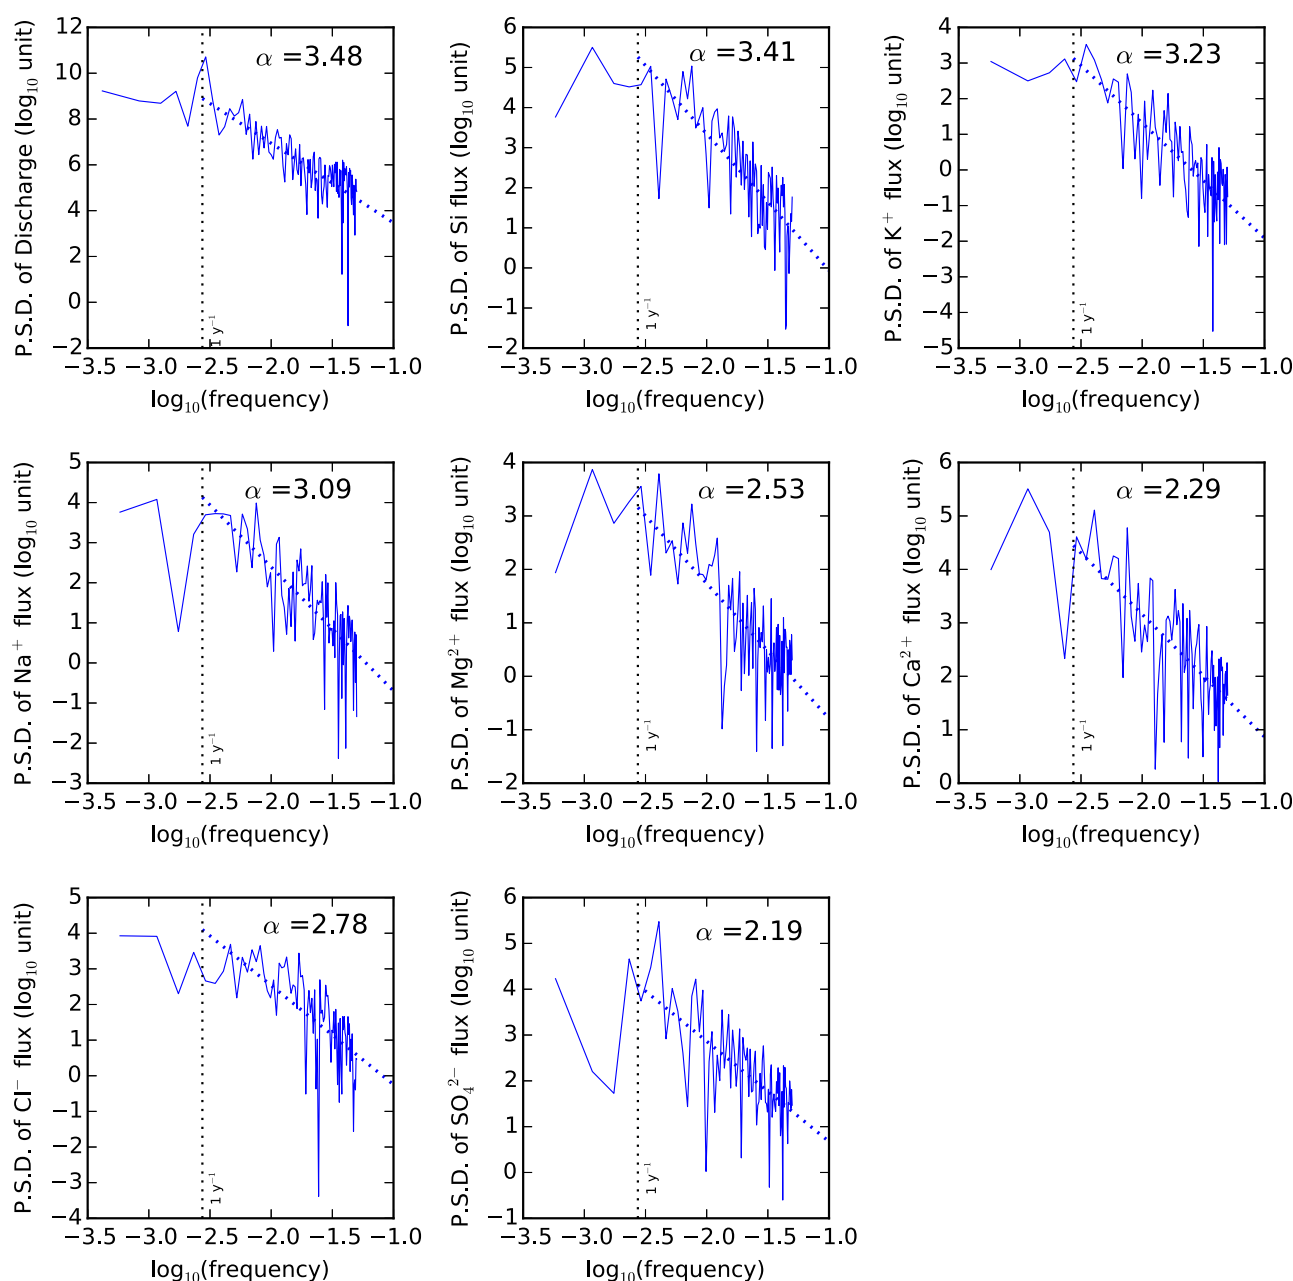 P.S.D. of Discharge (log₁₀ unit)
12
10
8
6
4
2
0
−2
α =3.48
1 y⁻¹
−3.5 −3.0 −2.5 −2.0 −1.5 −1.0
log₁₀(frequency)
P.S.D. of Si flux (log₁₀ unit)
6
5
4
3
2
1
0
−1
−2
α =3.41
1 y⁻¹
−3.5 −3.0 −2.5 −2.0 −1.5 −1.0
log₁₀(frequency)
P.S.D. of K⁺ flux (log₁₀ unit)
4
3
2
1
0
−1
−2
−3
−4
−5
α =3.23
1 y⁻¹
−3.5 −3.0 −2.5 −2.0 −1.5 −1.0
log₁₀(frequency)
P.S.D. of Na⁺ flux (log₁₀ unit)
5
4
3
2
1
0
−1
−2
−3
α =3.09
1 y⁻¹
−3.5 −3.0 −2.5 −2.0 −1.5 −1.0
log₁₀(frequency)
P.S.D. of Mg²⁺ flux (log₁₀ unit)
4
3
2
1
0
−1
−2
α =2.53
1 y⁻¹
−3.5 −3.0 −2.5 −2.0 −1.5 −1.0
log₁₀(frequency)
P.S.D. of Ca²⁺ flux (log₁₀ unit)
6
5
4
3
2
1
0
α =2.29
1 y⁻¹
−3.5 −3.0 −2.5 −2.0 −1.5 −1.0
log₁₀(frequency)
P.S.D. of Cl⁻ flux (log₁₀ unit)
5
4
3
2
1
0
−1
−2
−3
−4
α =2.78
1 y⁻¹
−3.5 −3.0 −2.5 −2.0 −1.5 −1.0
log₁₀(frequency)
P.S.D. of SO₄²⁻ flux (log₁₀ unit)
6
5
4
3
2
1
0
−1
α =2.19
1 y⁻¹
−3.5 −3.0 −2.5 −2.0 −1.5 −1.0
log₁₀(frequency)